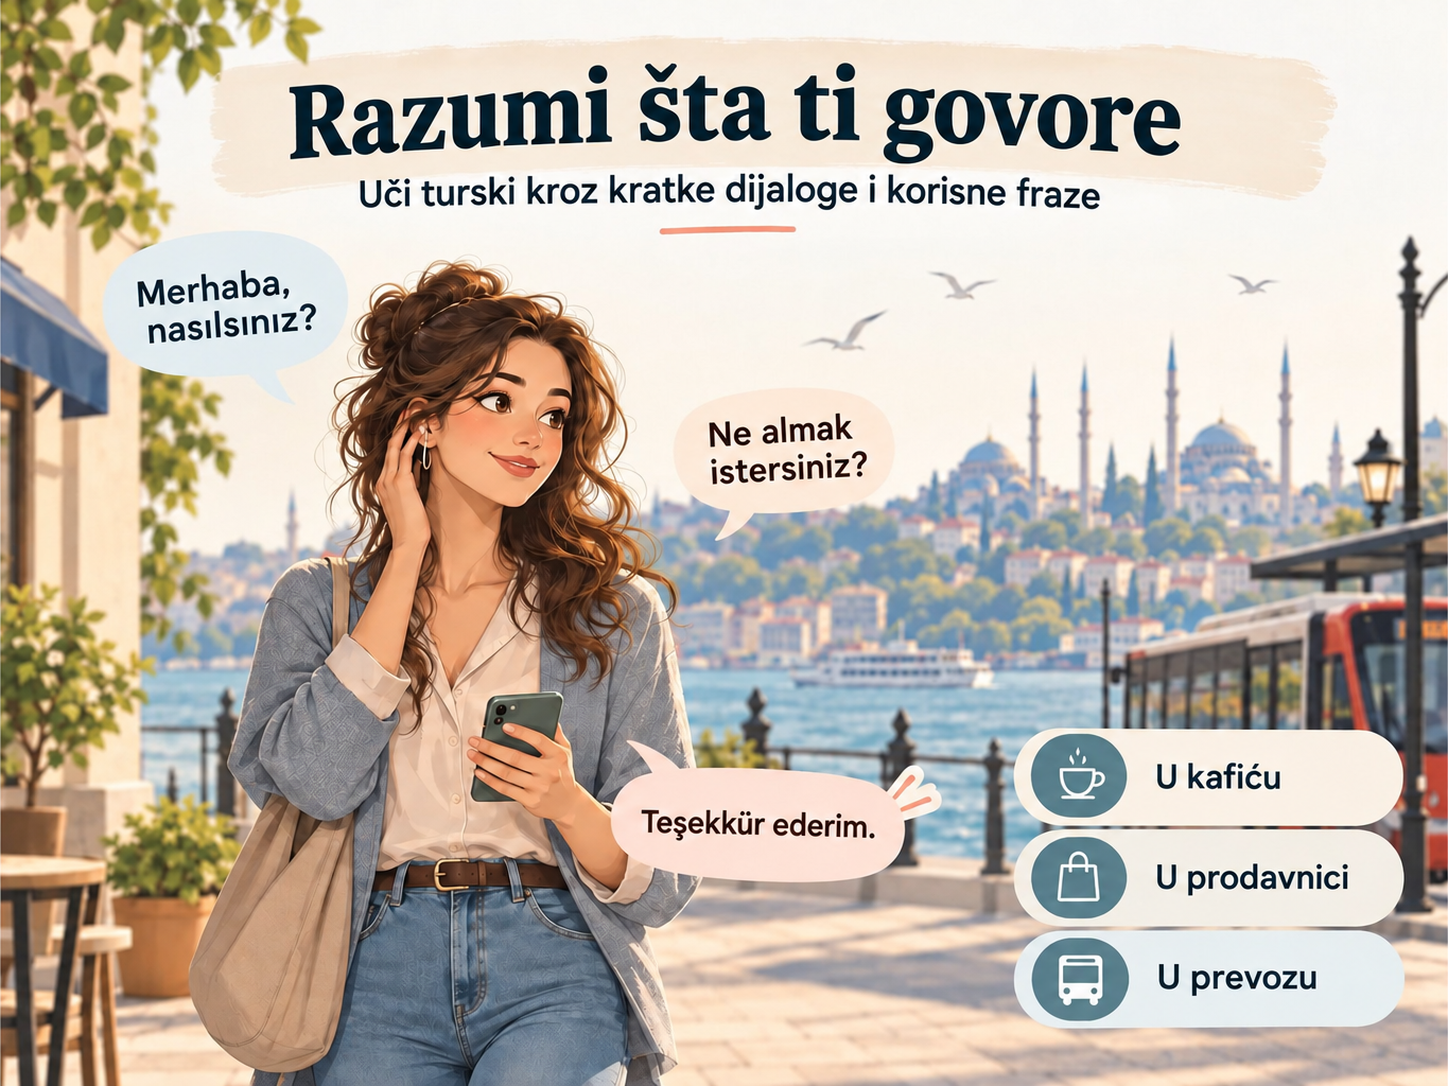 Razumi šta ti govore
Uči turski kroz kratke dijaloge i korisne fraze
Merhaba,
nasılsınız?
Ne almak
istersiniz?
Teşekkür ederim.
U kafiću
U prodavnici
U prevozu